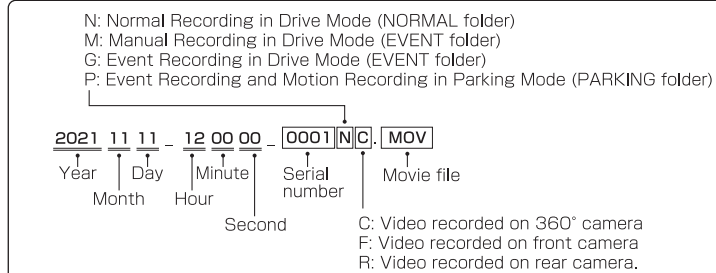 N: Normal Recording in Drive Mode (NORMAL folder)
M: Manual Recording in Drive Mode (EVENT folder)
G: Event Recording in Drive Mode (EVENT folder)
P: Event Recording and Motion Recording in Parking Mode (PARKING folder)
2021 11 11 - 12 00 00 - 0001 N C . MOV
Year Day Minute Serial number Movie file
Month Hour
Second
C: Video recorded on 360° camera
F: Video recorded on front camera
R: Video recorded on rear camera.